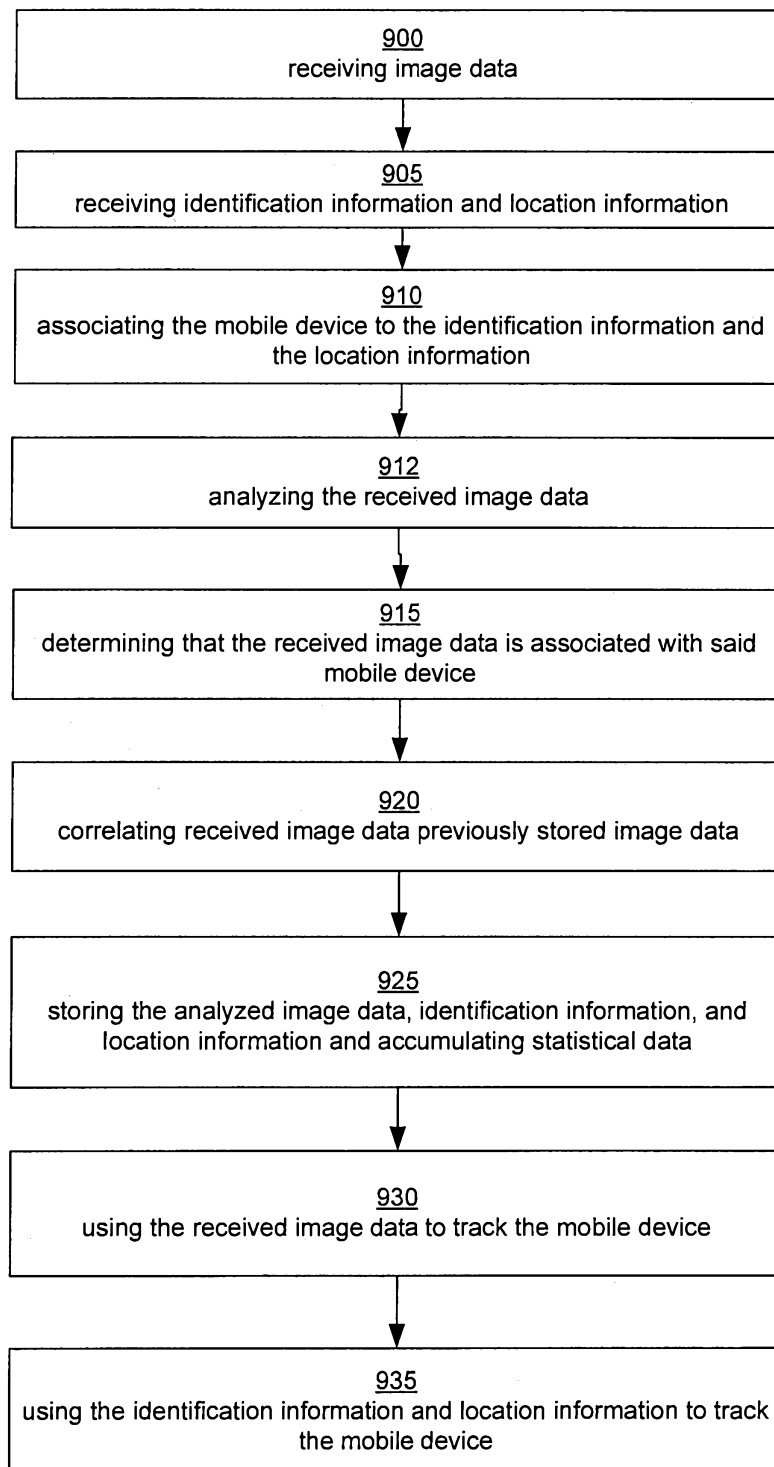 900
receiving image data
905
receiving identification information and location information
910
associating the mobile device to the identification information and
the location information
912
analyzing the received image data
915
determining that the received image data is associated with said
mobile device
920
correlating received image data previously stored image data
925
storing the analyzed image data, identification information, and
location information and accumulating statistical data
930
using the received image data to track the mobile device
935
using the identification information and location information to track
the mobile device